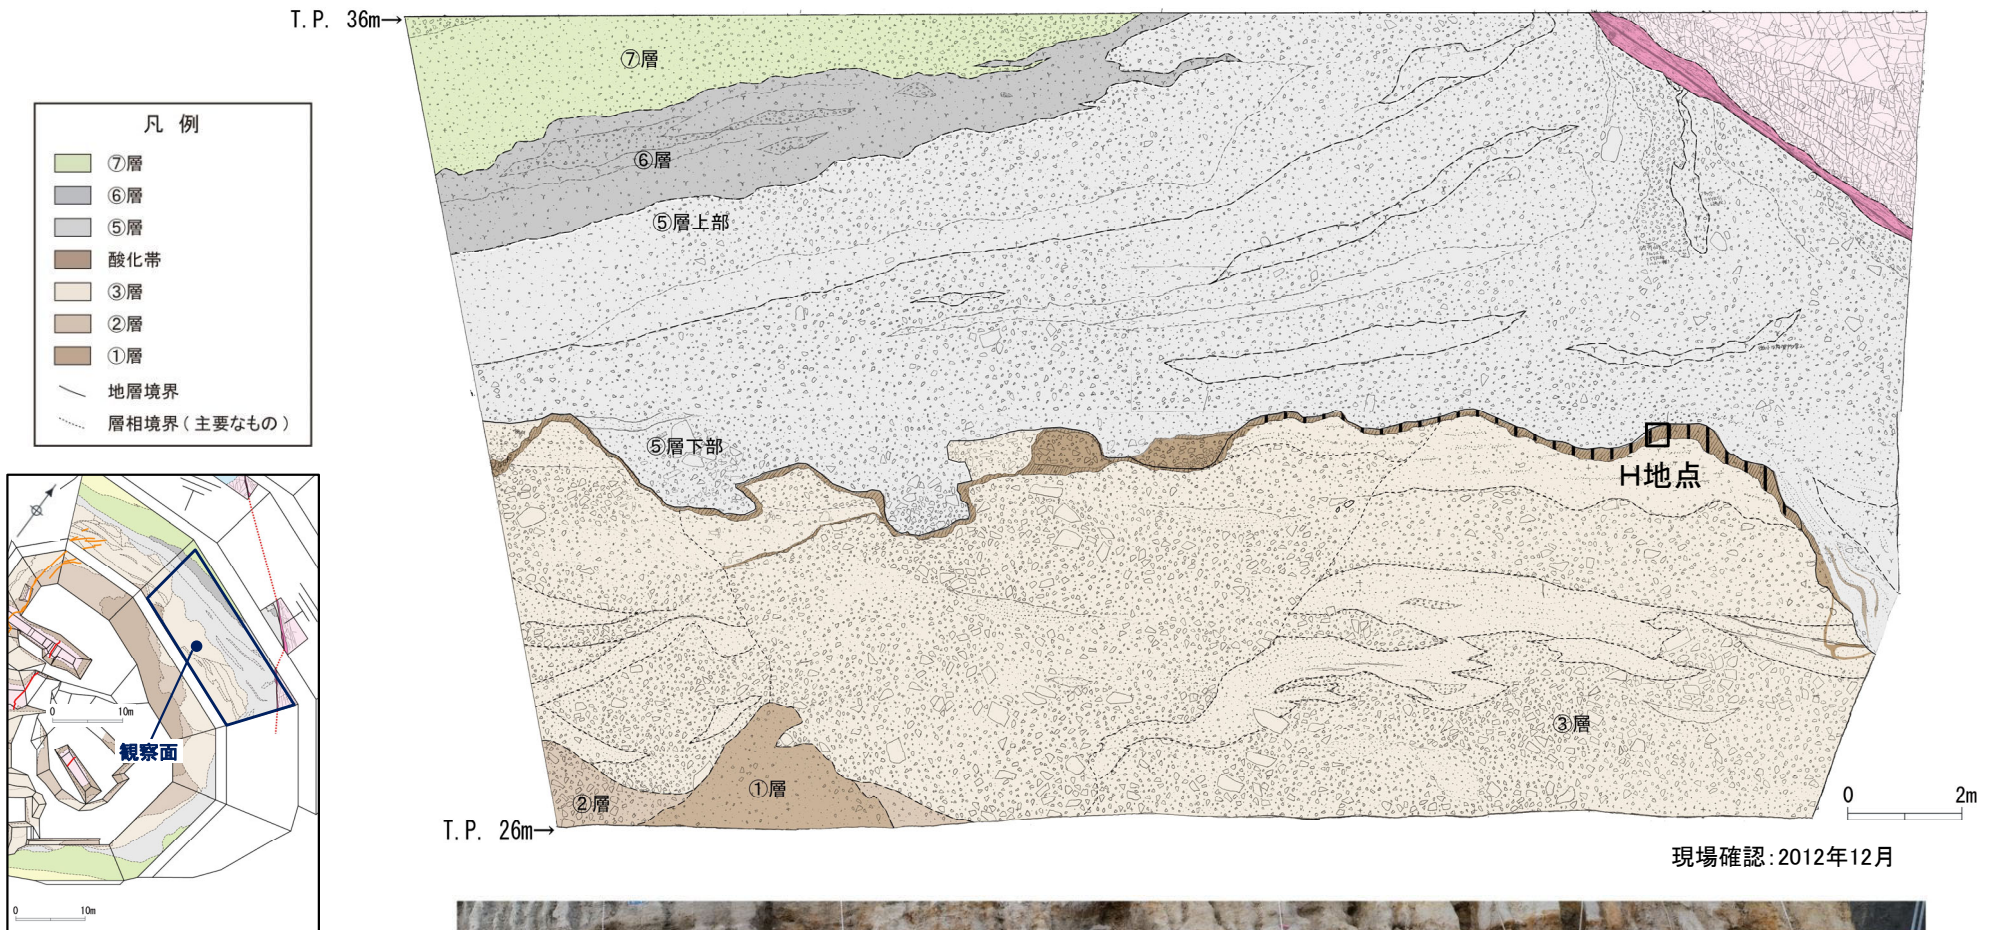 T.P. 36m→
⑦層
⑥層
⑤層上部
⑤層下部
H地点
③層
②層
①層
T.P. 26m→
0 2m
現場確認:2012年12月
凡 例
⑦層
⑥層
⑤層
酸化帯
③層
②層
①層
地層境界
層相境界(主要なもの)
0 10m
観察面
0 10m